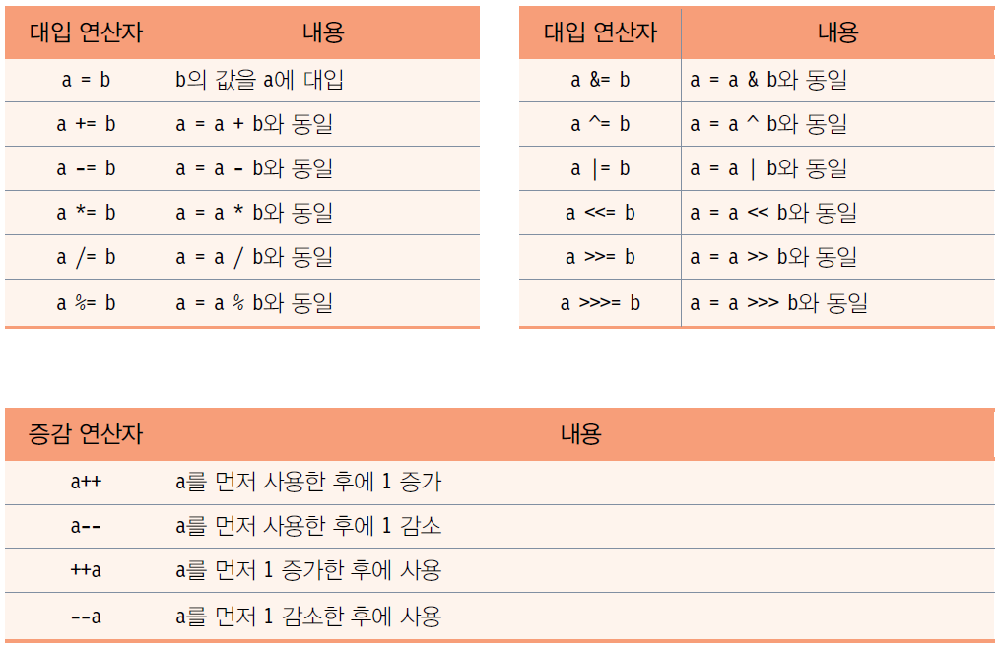 대입 연산자 내용
a = b b의 값을 a에 대입
a += b a = a + b와 동일
a -= b a = a - b와 동일
a *= b a = a * b와 동일
a /= b a = a / b와 동일
a %= b a = a % b와 동일
대입 연산자 내용
a &= b a = a & b와 동일
a ^= b a = a ^ b와 동일
a |= b a = a | b와 동일
a <<= b a = a << b와 동일
a >>= b a = a >> b와 동일
a >>>= b a = a >>> b와 동일
증감 연산자 내용
a++ a를 먼저 사용한 후에 1 증가
a-- a를 먼저 사용한 후에 1 감소
++a a를 먼저 1 증가한 후에 사용
--a a를 먼저 1 감소한 후에 사용